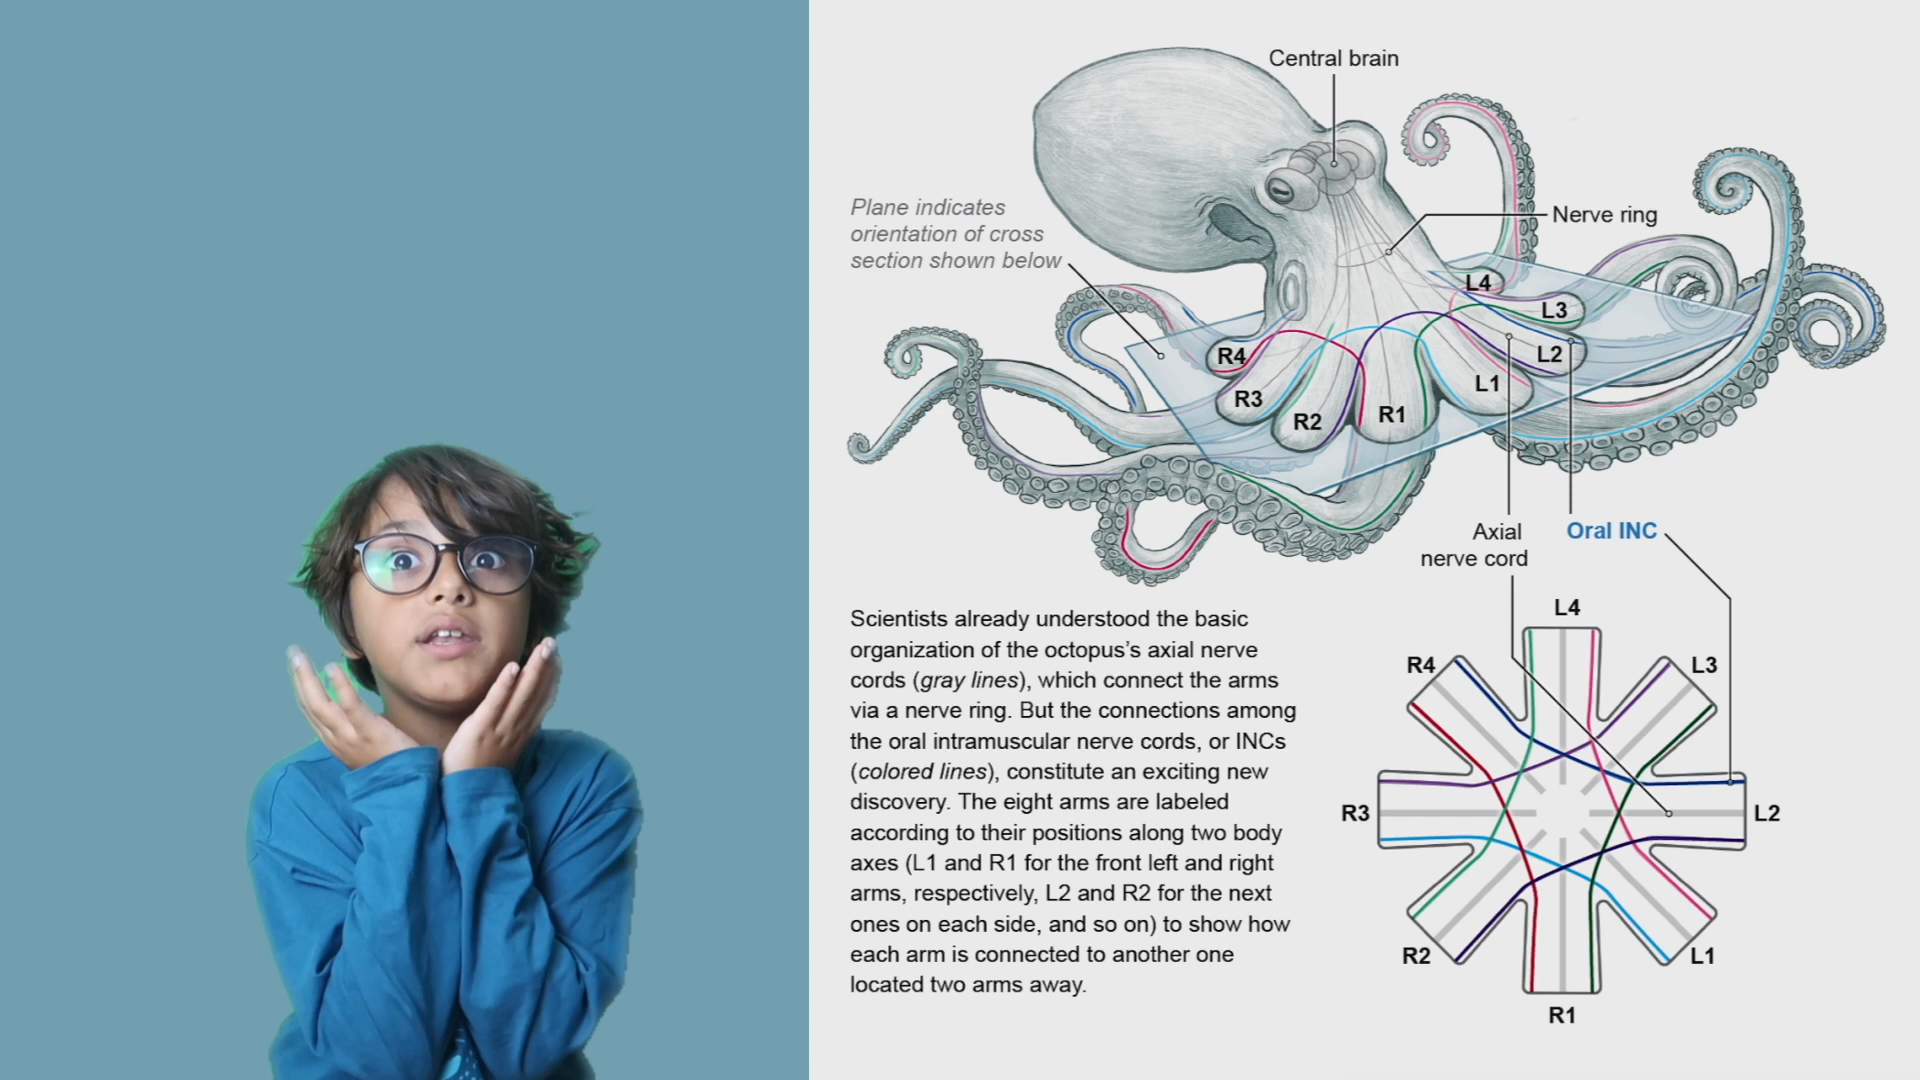 Central brain
Plane indicates
orientation of cross
section shown below
Nerve ring
L4
L3
L2
L1
R4
R3
R2
R1
Axial
nerve cord
Oral INC
Scientists already understood the basic
organization of the octopus’s axial nerve
cords (gray lines), which connect the arms
via a nerve ring. But the connections among
the oral intramuscular nerve cords, or INCs
(colored lines), constitute an exciting new
discovery. The eight arms are labeled
according to their positions along two body
axes (L1 and R1 for the front left and right
arms, respectively, L2 and R2 for the next
ones on each side, and so on) to show how
each arm is connected to another one
located two arms away.
L4
R4
L3
R3
L2
R2
L1
R1